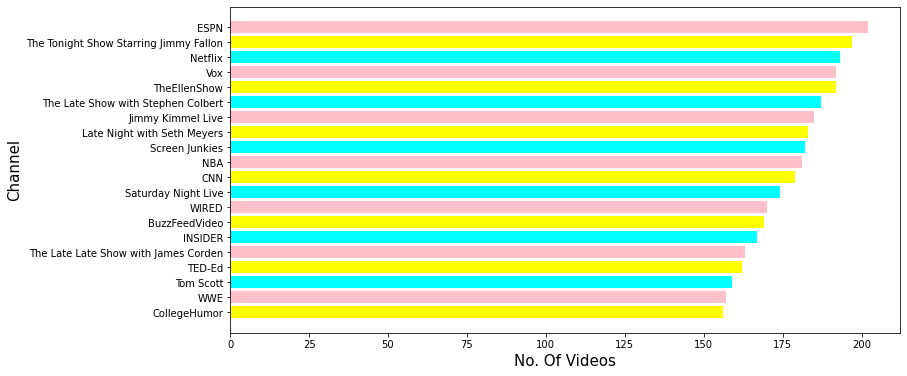 ESPN
The Tonight Show Starring Jimmy Fallon
Netflix
Vox
TheEllenShow
The Late Show with Stephen Colbert
Jimmy Kimmel Live
Late Night with Seth Meyers
Screen Junkies
NBA
CNN
Saturday Night Live
WIRED
BuzzFeedVideo
INSIDER
The Late Late Show with James Corden
TED-Ed
Tom Scott
WWE
CollegeHumor
Channel
0 25 50 75 100 125 150 175 200
No. Of Videos